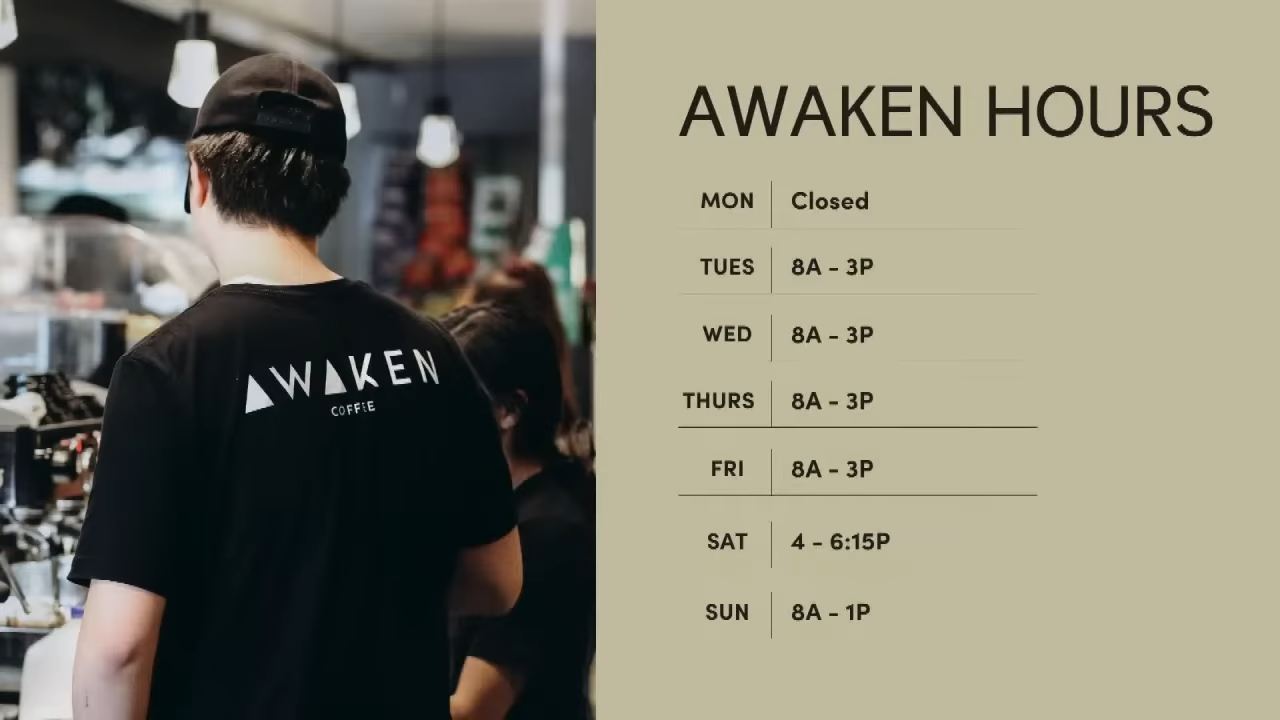 AWAKEN
COFFEE
AWAKEN HOURS
MON Closed
TUES 8A - 3P
WED 8A - 3P
THURS 8A - 3P
FRI 8A - 3P
SAT 4 - 6:15P
SUN 8A - 1P